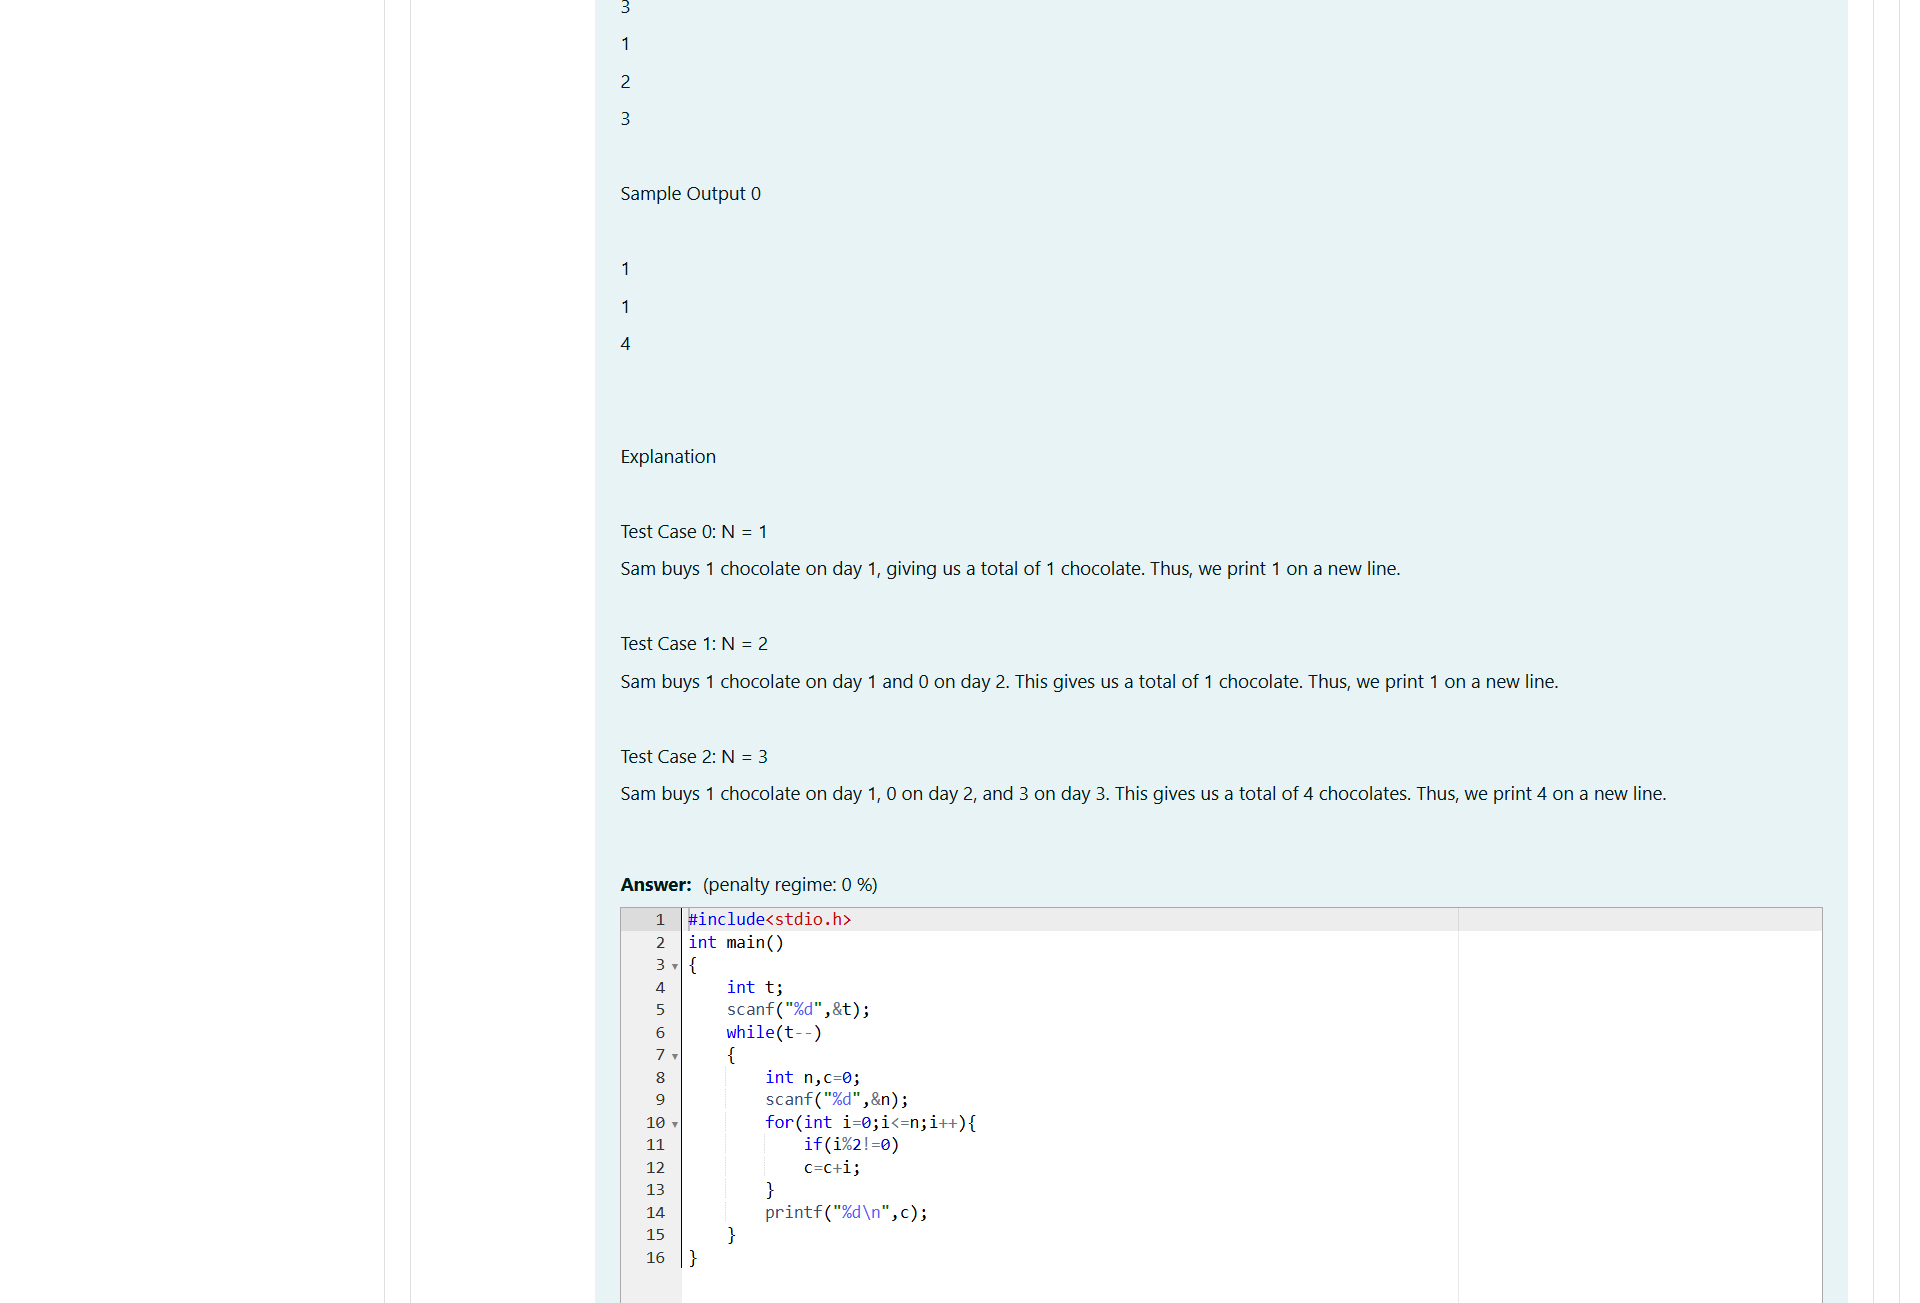 3
1
2
3
Sample Output 0
1
1
4
Explanation
Test Case 0: N = 1
Sam buys 1 chocolate on day 1, giving us a total of 1 chocolate. Thus, we print 1 on a new line.
Test Case 1: N = 2
Sam buys 1 chocolate on day 1 and 0 on day 2. This gives us a total of 1 chocolate. Thus, we print 1 on a new line.
Test Case 2: N = 3
Sam buys 1 chocolate on day 1, 0 on day 2, and 3 on day 3. This gives us a total of 4 chocolates. Thus, we print 4 on a new line.
Answer: (penalty regime: 0 %)
1 #include<stdio.h>
2 int main()
3 {
4 int t;
5 scanf("%d",&t);
6 while(t--)
7 {
8 int n,c=0;
9 scanf("%d",&n);
10 for(int i=0;i<=n;i++){
11 if(i%2!=0)
12 c=c+i;
13 }
14 printf("%d\n",c);
15 }
16 }